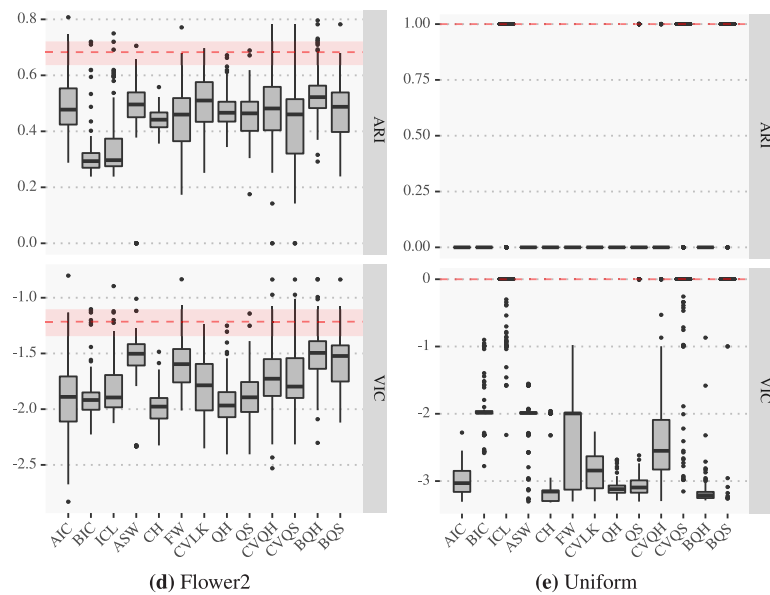 0.8
0.6
0.4
0.2
0.0
ARI
-1.0
-1.5
-2.0
-2.5
VIC
AIC
BIC
ICL
ASW
CH
FW
CVLK
QH
QS
CVQH
CVQS
BQH
BQS
(d) Flower2
1.00
0.75
0.50
0.25
0.00
ARI
0
-1
-2
-3
VIC
AIC
BIC
ICL
ASW
CH
FW
CVLK
QH
QS
CVQH
CVQS
BQH
BQS
(e) Uniform